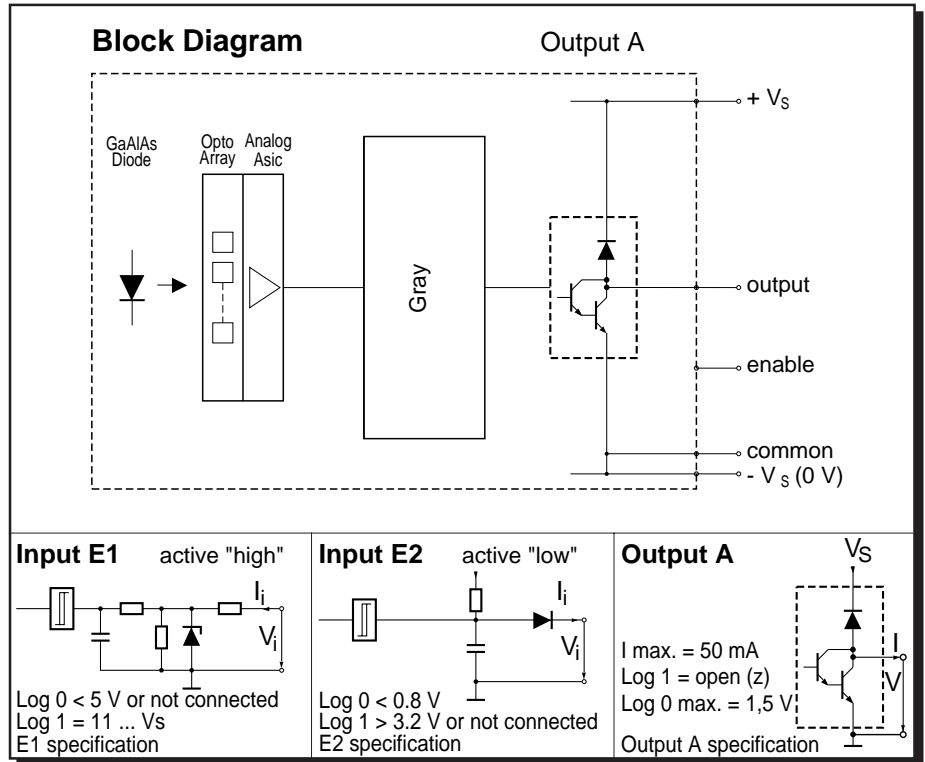 Block Diagram
Output A
+ VS
GaAlAs
Diode
Opto
Array
Analog
Asic
Gray
output
enable
common
- VS (0 V)
Input E1 active "high"
Ii
Vi
Log 0 < 5 V or not connected
Log 1 = 11 ... Vs
E1 specification
Input E2 active "low"
Ii
Vi
Log 0 < 0.8 V
Log 1 > 3.2 V or not connected
E2 specification
Output A
VS
I
V
I max. = 50 mA
Log 1 = open (z)
Log 0 max. = 1,5 V
Output A specification